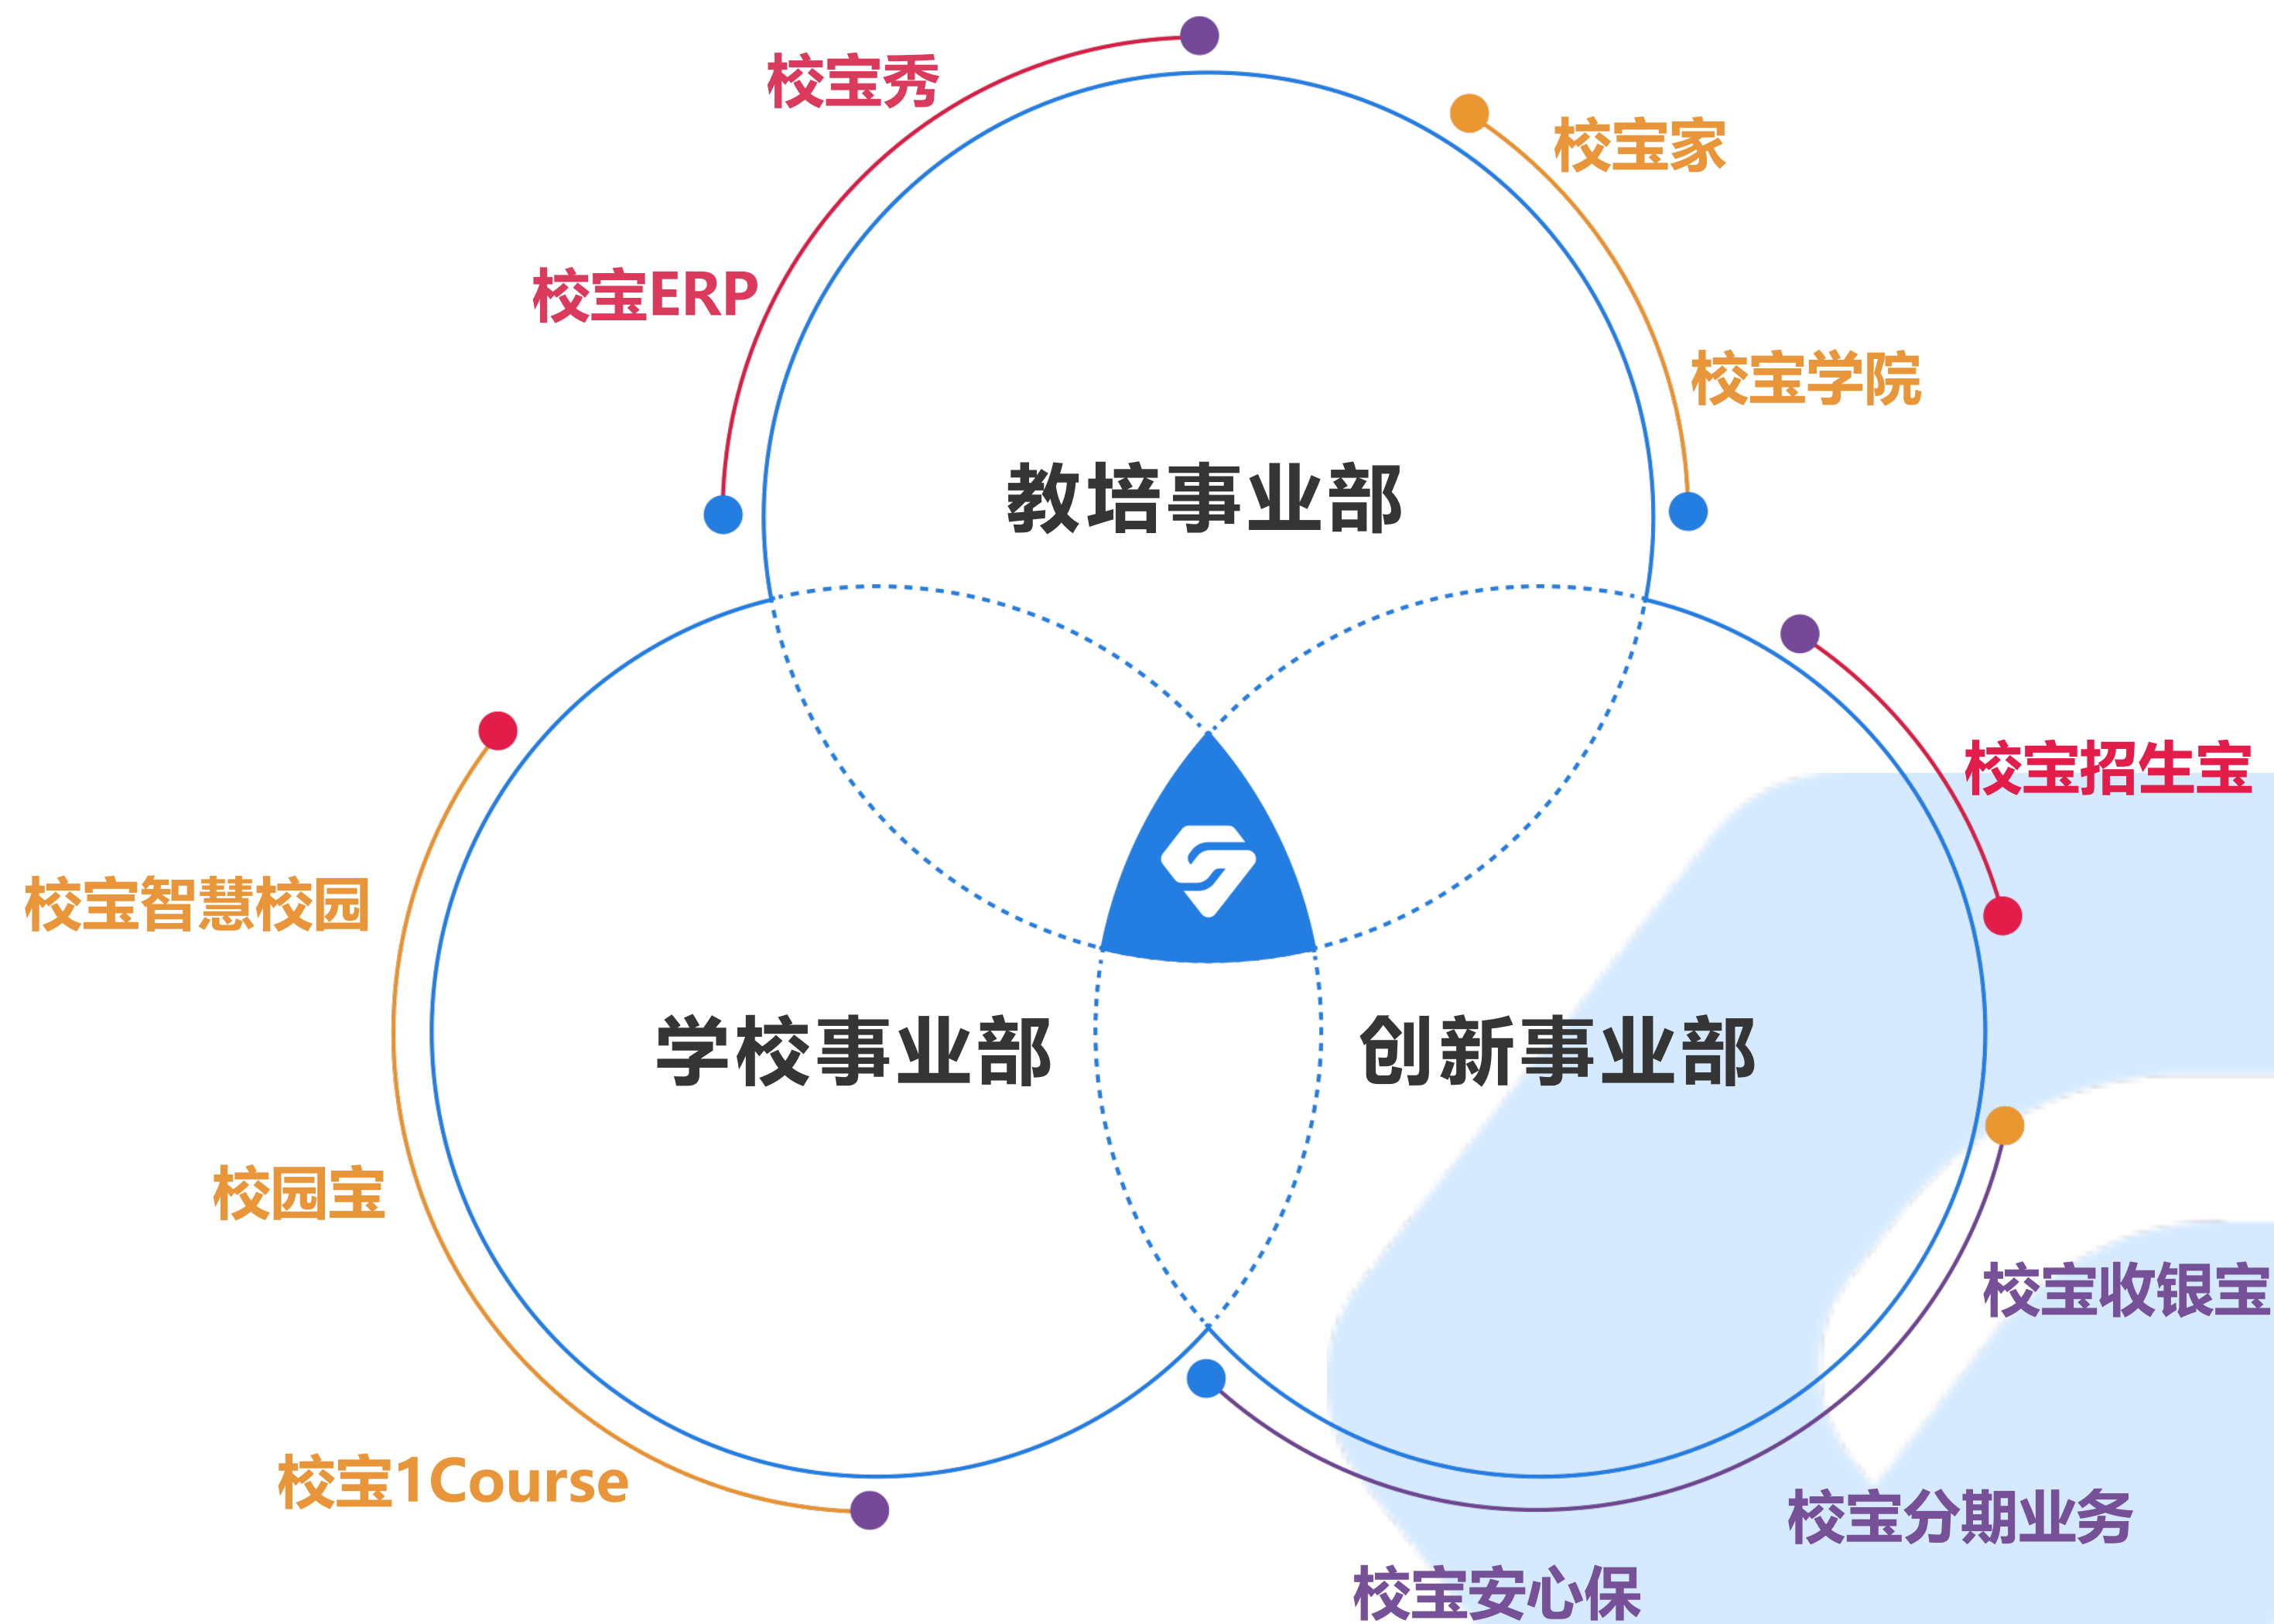 校宝秀
校宝家
校宝ERP
校宝学院
教培事业部
校宝招生宝
校宝智慧校园
学校事业部
创新事业部
校园宝
校宝收银宝
校宝1Course
校宝分期业务
校宝安心保